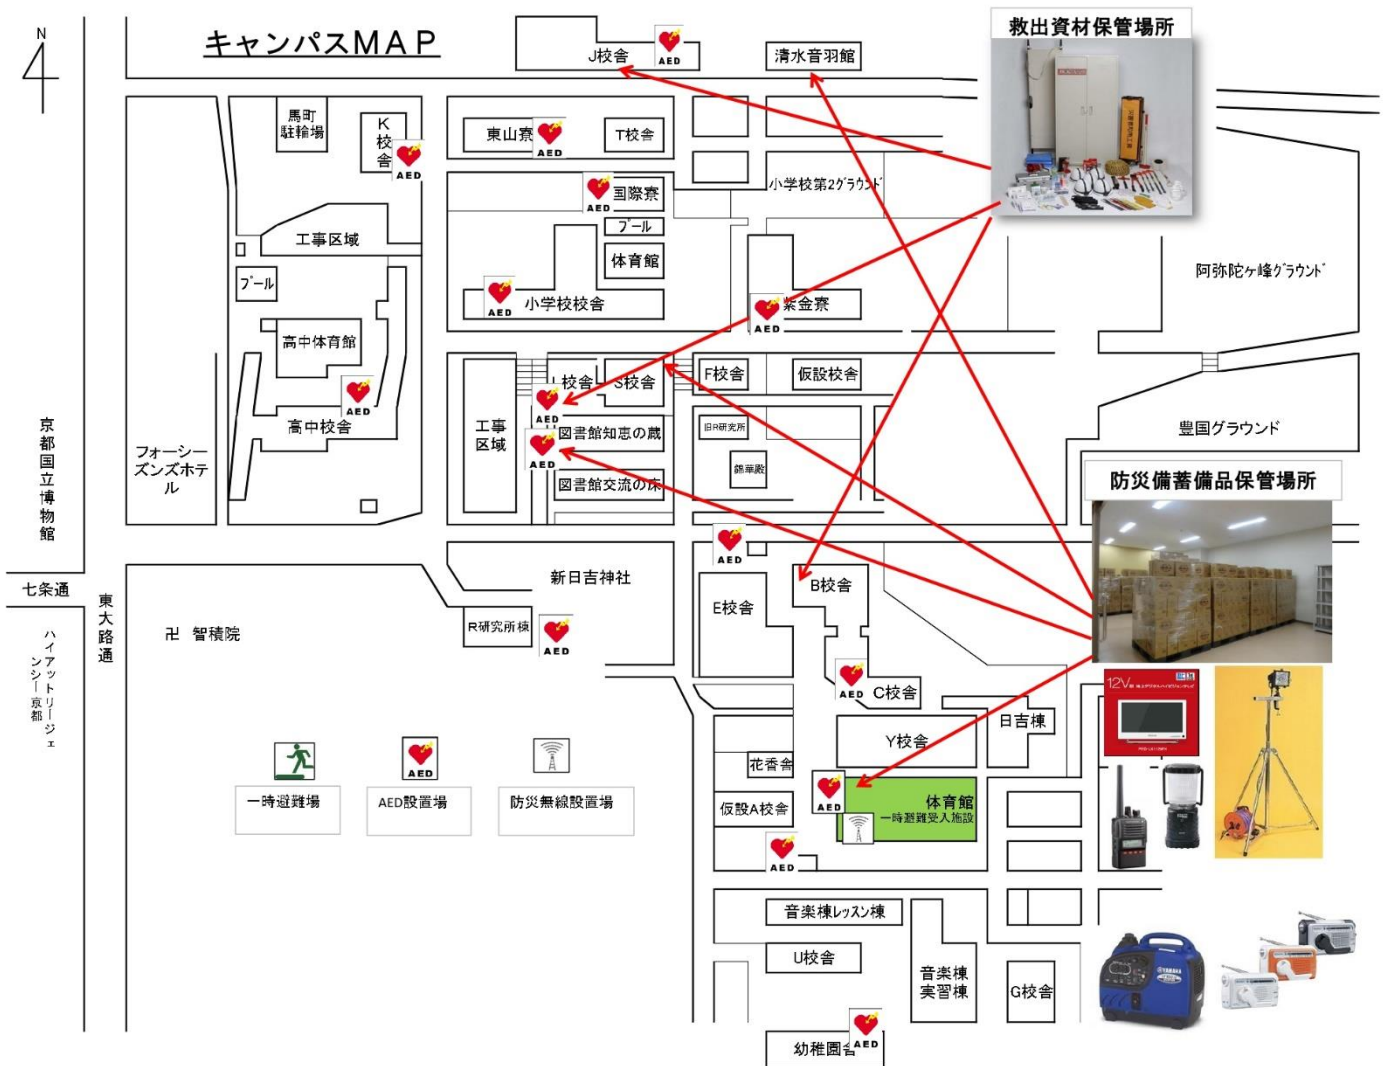 N
キャンパスMAP
救出資材保管場所
J校舎
AED
清水音羽館
馬町
駐輪場
K
校
舎
AED
東山寮
AED
T校舎
小学校第2グラウンド
AED
国際寮
プール
体育館
工事区域
プール
阿弥陀ヶ峰グラウンド
AED
小学校校舎
AED
紫金寮
高中体育館
L校舎
S校舎
F校舎
仮設校舎
AED
高中校舎
AED
工事
区域
図書館知恵の蔵
AED
図書館交流の床
旧R研究所
錦華殿
豊国グラウンド
京都国立博物館
フォーシー
ズンズホテ
ル
防災備蓄備品保管場所
AED
七条通
東大路通
新日吉神社
B校舎
E校舎
卍 智積院
R研究所棟
AED
ハイアットリージェ
ンシー京都
AED
C校舎
日吉棟
12V
Y校舎
花香舎
AED
一時避難場
AED
AED設置場
防災無線設置場
仮設A校舎
体育館
一時避難受入施設
AED
音楽棟レッスン棟
U校舎
音楽棟
実習棟
G校舎
YAMAHA
幼稚園舎
AED